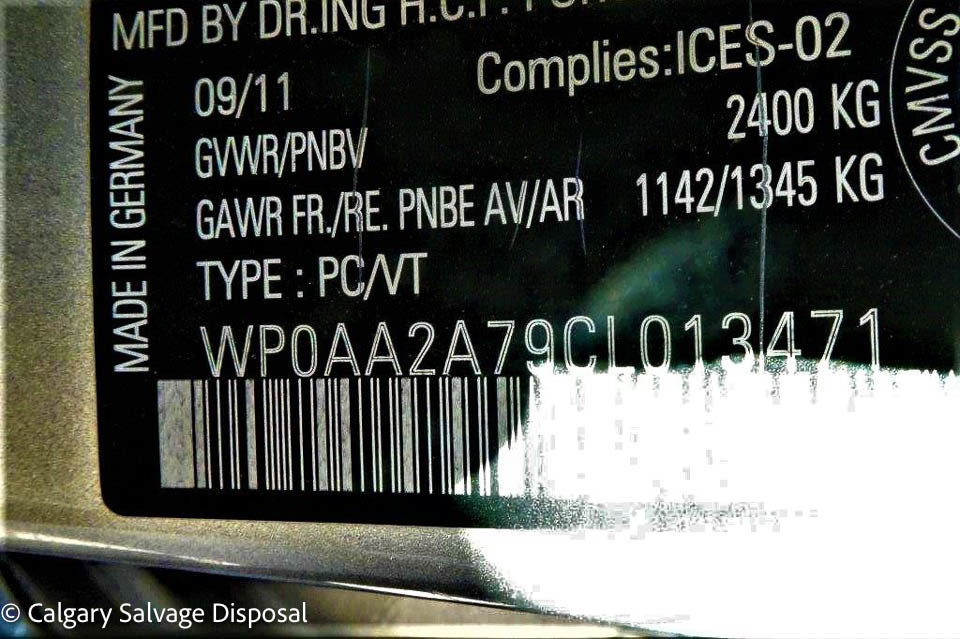 MFD BY DR.ING H.C.F.
Complies:ICES-02
09/11
2400 KG
GVWR/PNBV
GAWR FR./RE. PNBE AV/AR 1142/1345 KG
TYPE : PC/VT
WP0AA2A79CL013471
MADE IN GERMANY
CMVSS
© Calgary Salvage Disposal